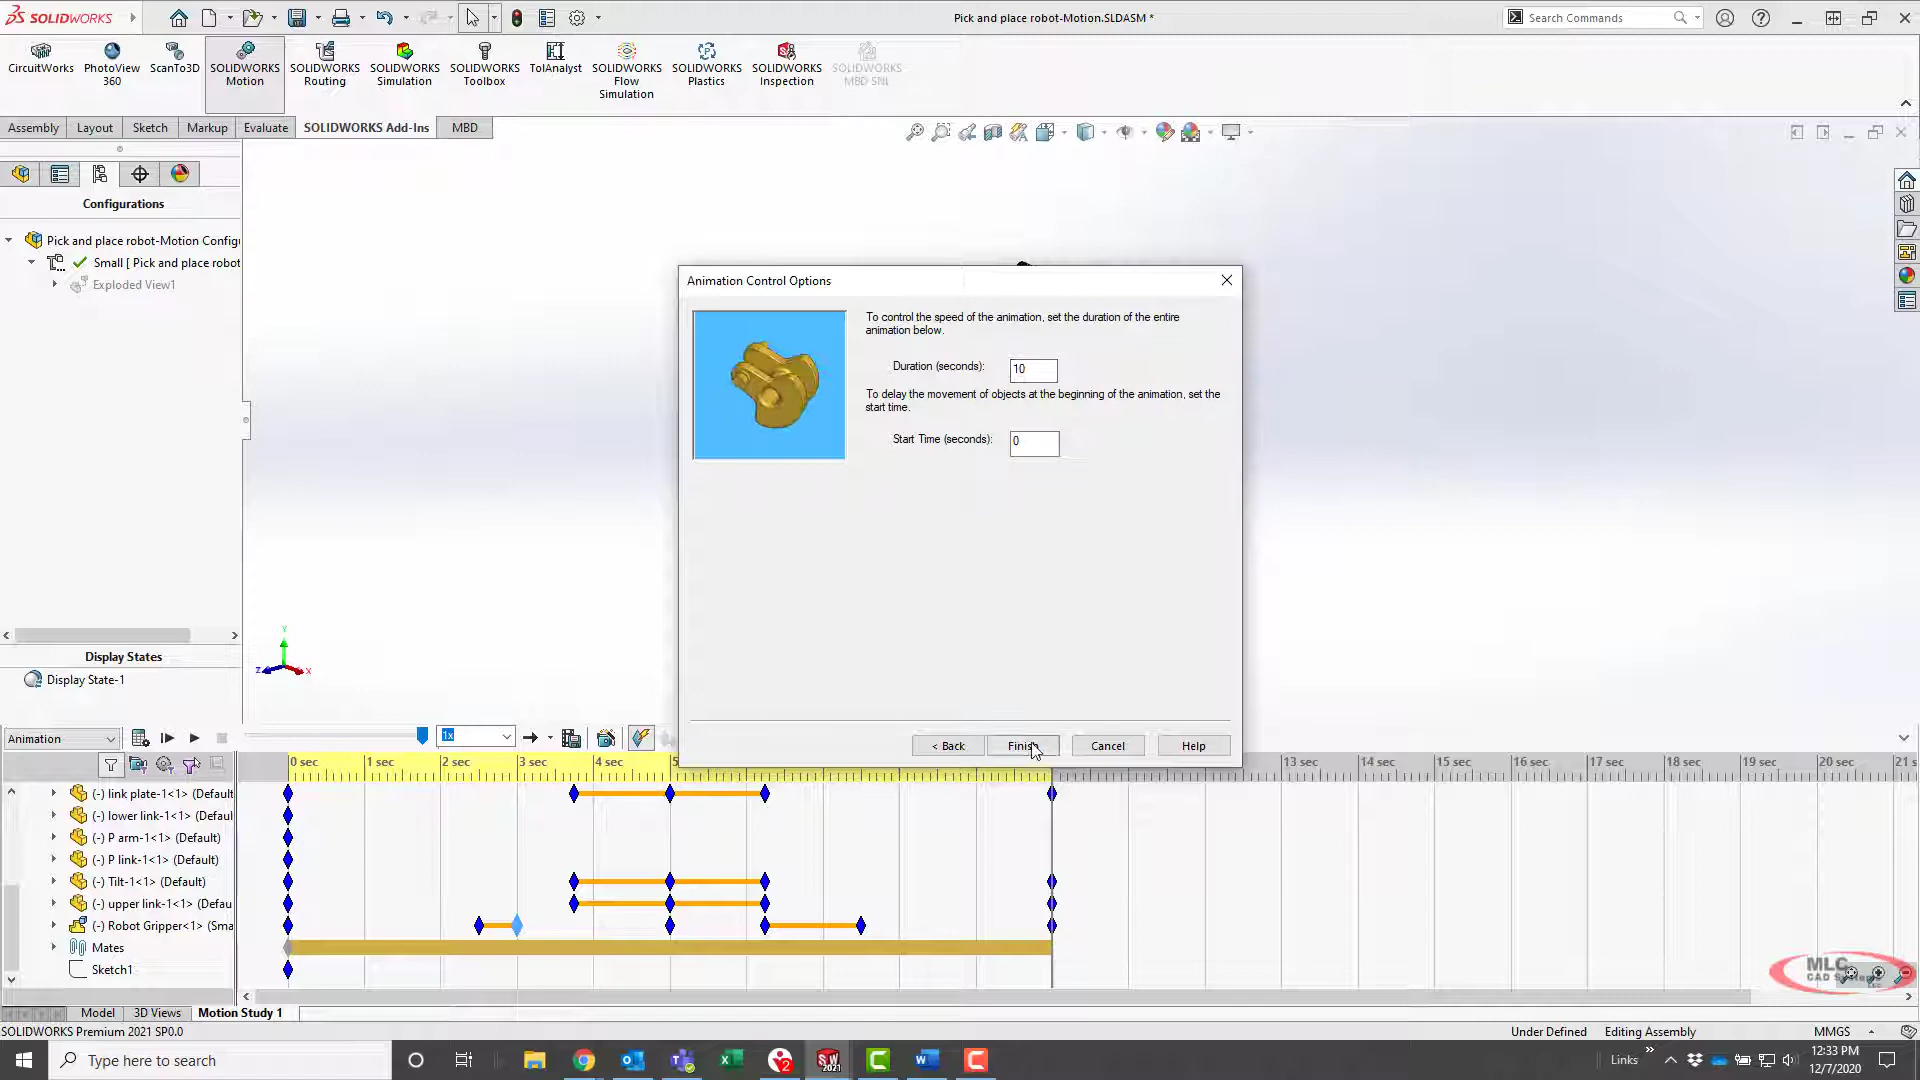 SOLIDWORKS
Pick and place robot-Motion.SLDASM *
Search Commands
CircuitWorks
PhotoView
360
ScanTo3D
SOLIDWORKS
Motion
SOLIDWORKS
Routing
SOLIDWORKS
Simulation
SOLIDWORKS
Toolbox
TolAnalyst
SOLIDWORKS
Flow
Simulation
SOLIDWORKS
Plastics
SOLIDWORKS
Inspection
SOLIDWORKS
MBD SNL
Assembly
Layout
Sketch
Markup
Evaluate
SOLIDWORKS Add-Ins
MBD
Configurations
Pick and place robot-Motion Configu
Small [ Pick and place robot
Exploded View1
Display States
Display State-1
Y
Z
X
Animation Control Options
To control the speed of the animation, set the duration of the entire
animation below.
Duration (seconds):
10
To delay the movement of objects at the beginning of the animation, set the
start time.
Start Time (seconds):
0
< Back
Finish
Cancel
Help
Animation
1x
0 sec
1 sec
2 sec
3 sec
4 sec
5
13 sec
14 sec
15 sec
16 sec
17 sec
18 sec
19 sec
20 sec
21 s
(-) link plate-1<1> (Default
(-) lower link-1<1> (Defau
(-) P arm-1<1> (Default)
(-) P link-1<1> (Default)
(-) Tilt-1<1> (Default)
(-) upper link-1<1> (Defau
(-) Robot Gripper<1> (Sma
Mates
Sketch1
MLC
CAD Systems
Model
3D Views
Motion Study 1
SOLIDWORKS Premium 2021 SP0.0
Under Defined
Editing Assembly
MMGS
Type here to search
2
SW
2021
Links
12:33 PM
12/7/2020